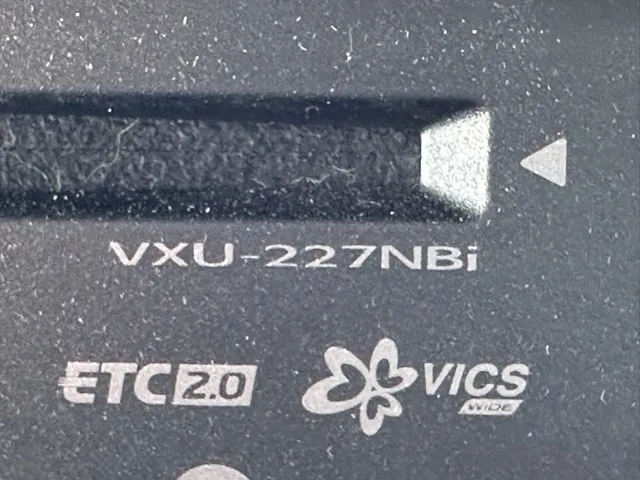 VXU-227NBi
ETC 2.0
VICS
WIDE